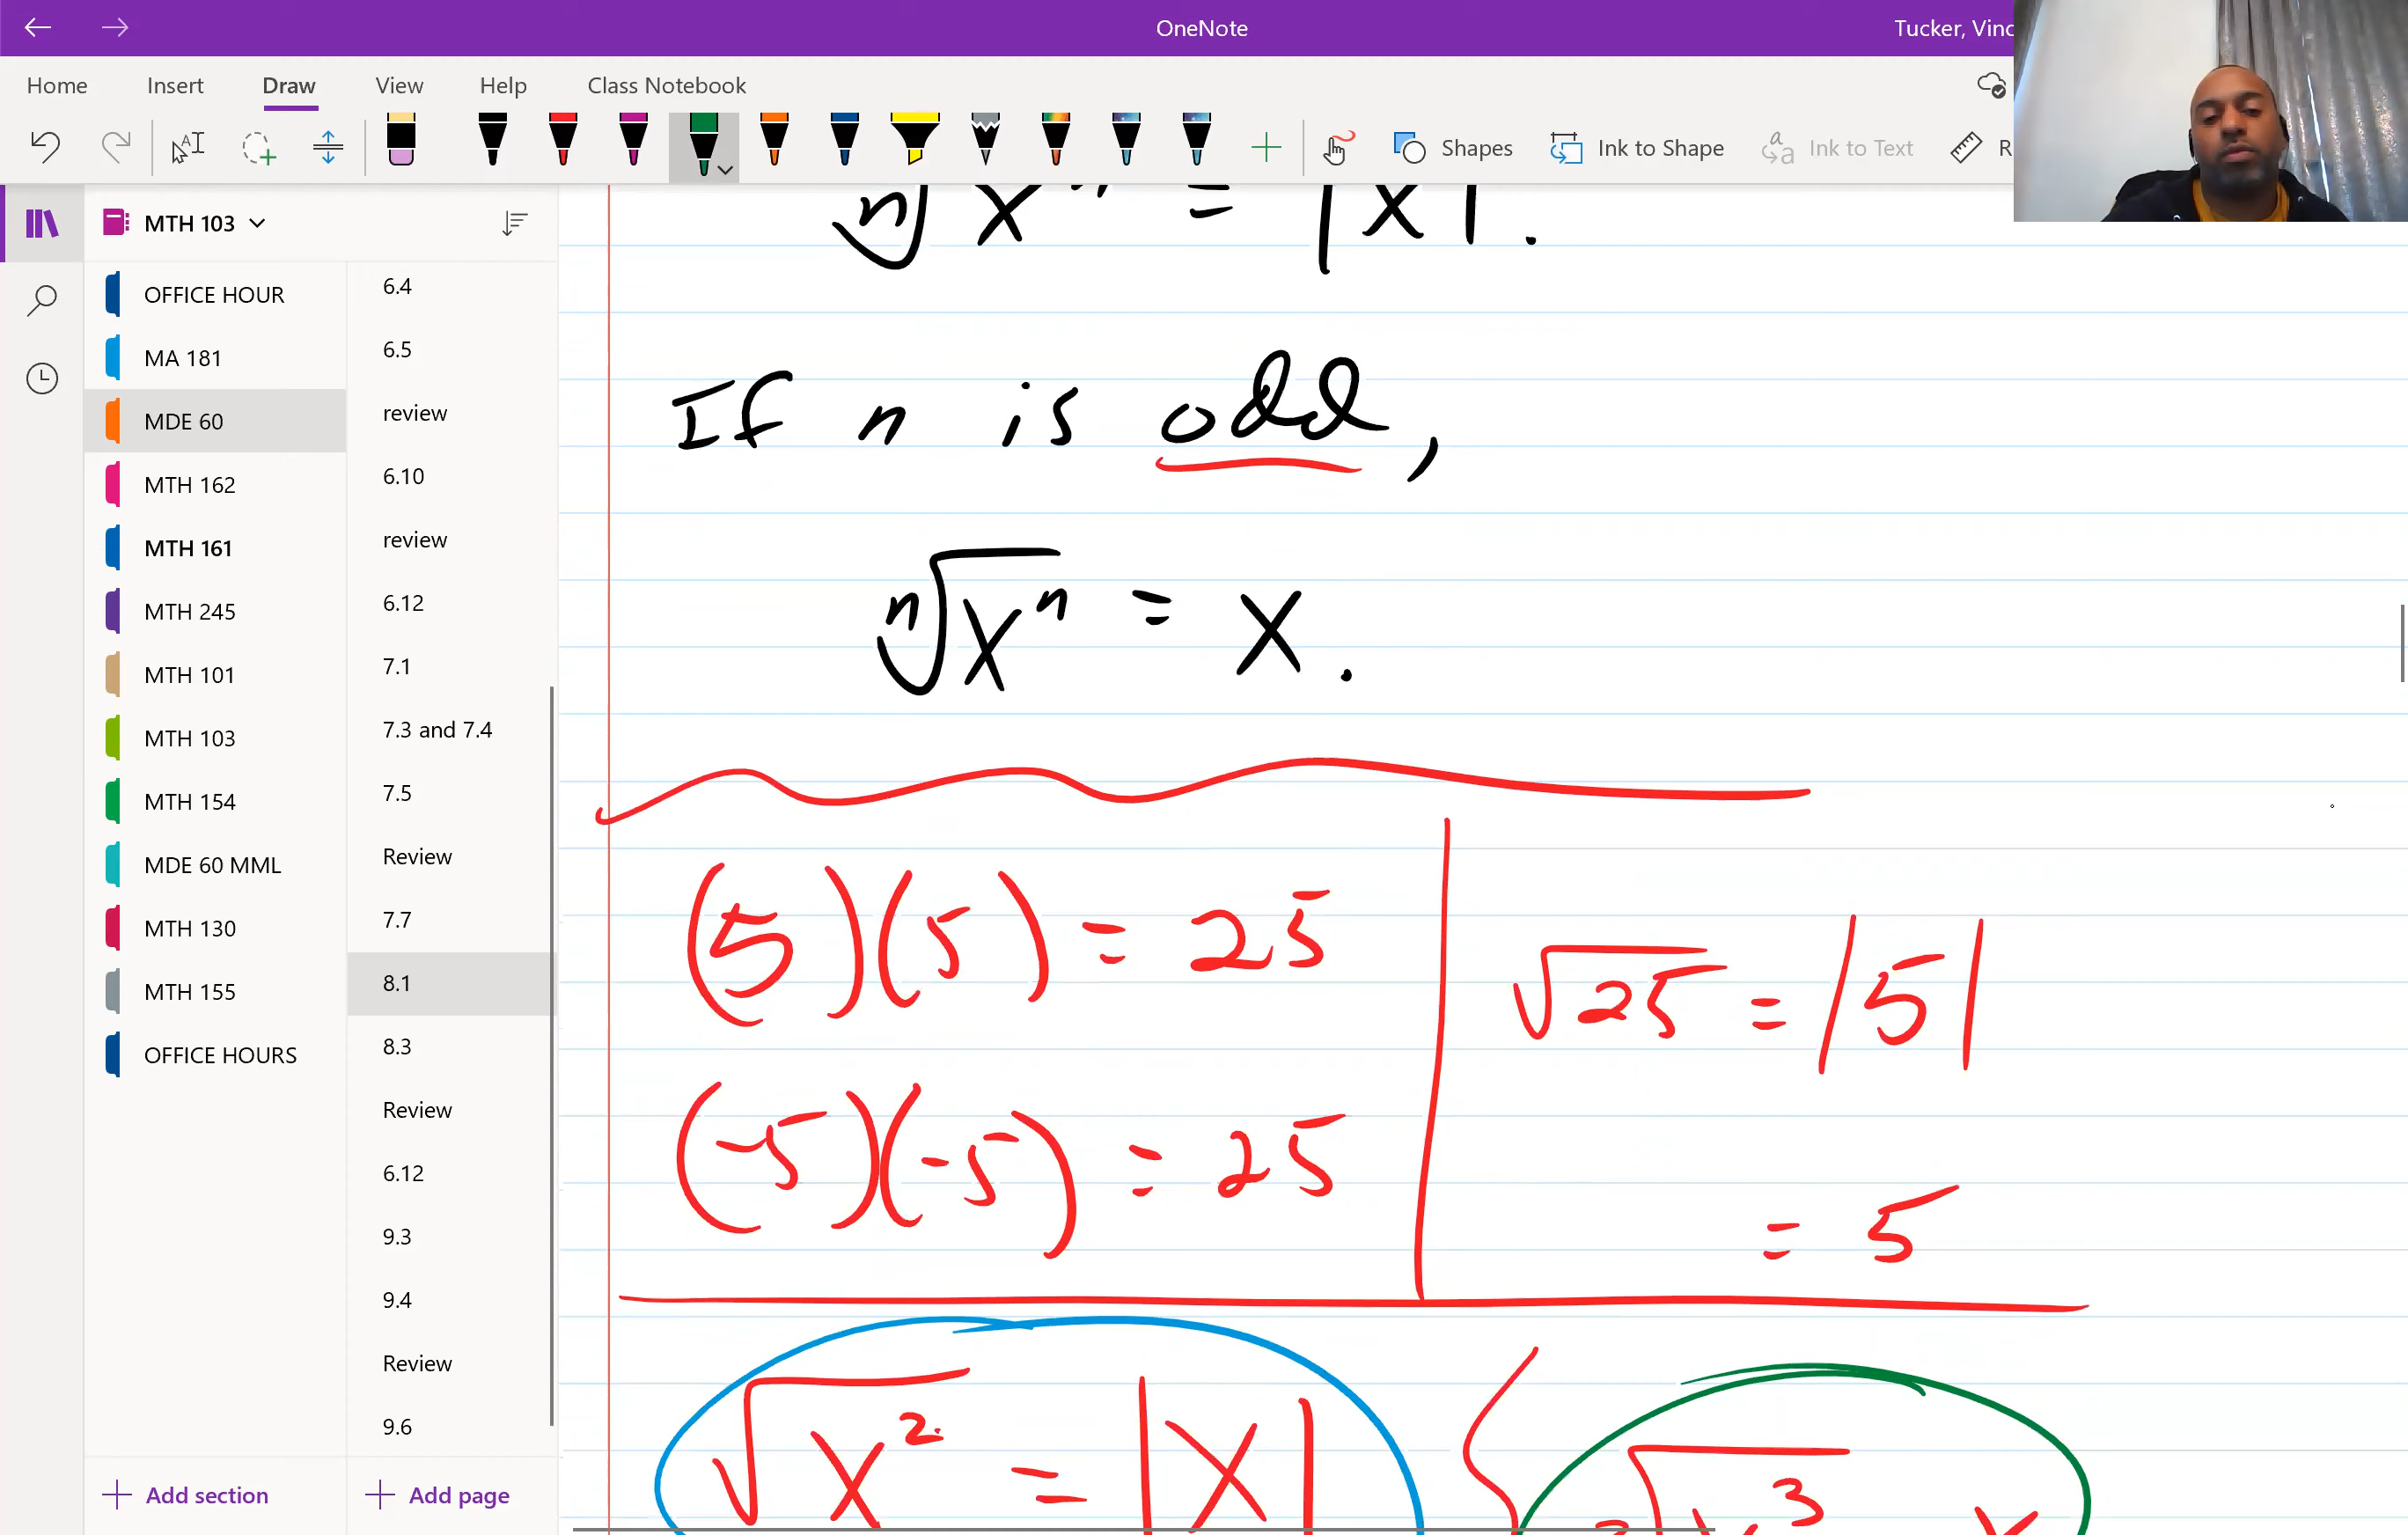 OneNote
Tucker, Vinc
Home Insert Draw View Help Class Notebook
Shapes Ink to Shape Ink to Text R
MTH 103
OFFICE HOUR
MA 181
MDE 60
MTH 162
MTH 161
MTH 245
MTH 101
MTH 103
MTH 154
MDE 60 MML
MTH 130
MTH 155
OFFICE HOURS
Add section
6.4
6.5
review
6.10
review
6.12
7.1
7.3 and 7.4
7.5
Review
7.7
8.1
8.3
Review
6.12
9.3
9.4
Review
9.6
Add page
ⁿ√xⁿ = |x|.
If n is odd,
ⁿ√xⁿ = x.
(5)(5) = 25
(-5)(-5) = 25
√25 = |5|
= 5
√x² = |x|
³√x³ x